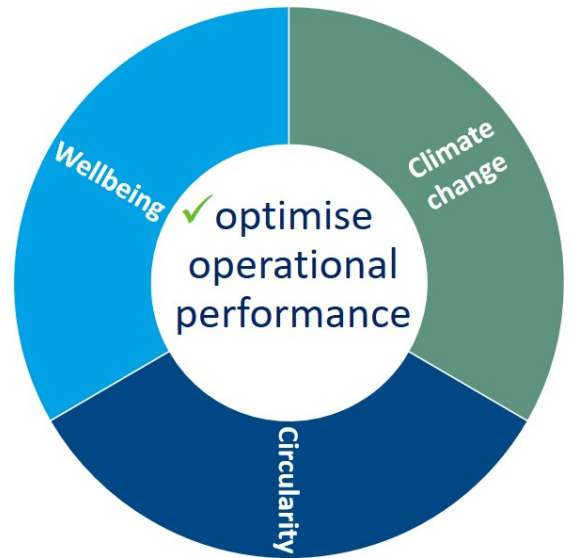 Wellbeing
Climate
change
✓optimise
operational
performance
Circularity